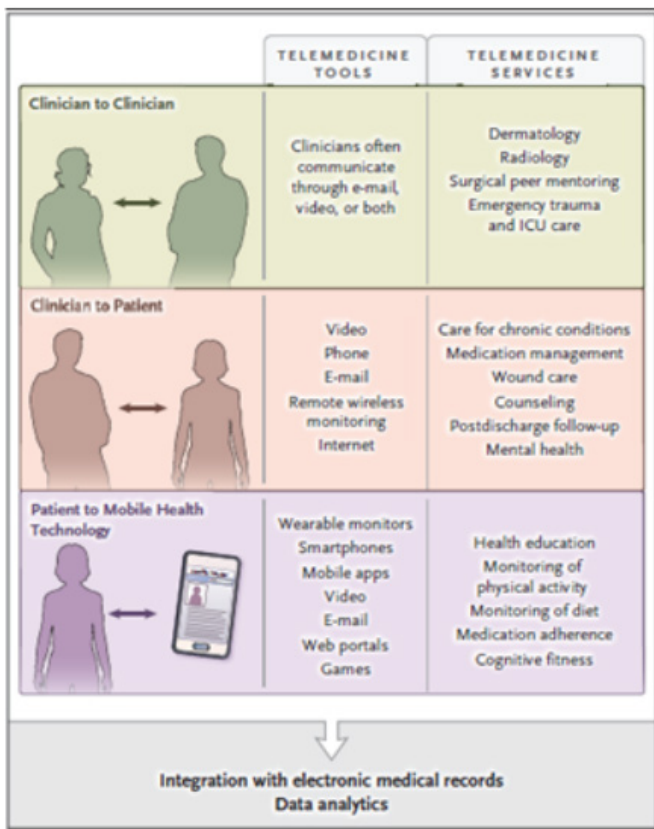 TELEMEDICINE
TOOLS
TELEMEDICINE
SERVICES
Clinician to Clinician
Clinicians often
communicate
through e-mail,
video, or both
Dermatology
Radiology
Surgical peer mentoring
Emergency trauma
and ICU care
Clinician to Patient
Video
Phone
E-mail
Remote wireless
monitoring
Internet
Care for chronic conditions
Medication management
Wound care
Counseling
Postdischarge follow-up
Mental health
Patient to Mobile Health
Technology
Wearable monitors
Smartphones
Mobile apps
Video
E-mail
Web portals
Games
Health education
Monitoring of
physical activity
Monitoring of diet
Medication adherence
Cognitive fitness
Integration with electronic medical records
Data analytics